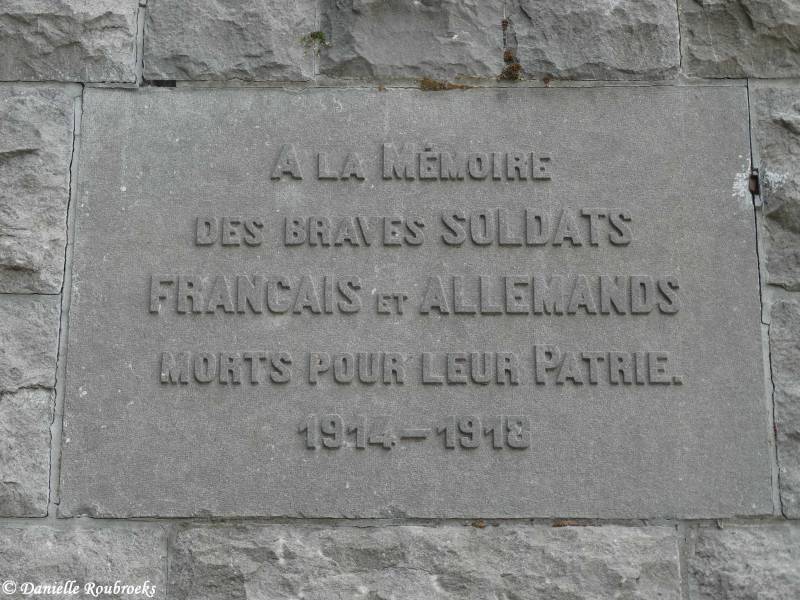 A LA MÉMOIRE
DES BRAVES SOLDATS
FRANCAIS ET ALLEMANDS
MORTS POUR LEUR PATRIE.
1914-1918
© Danielle Roubroeks